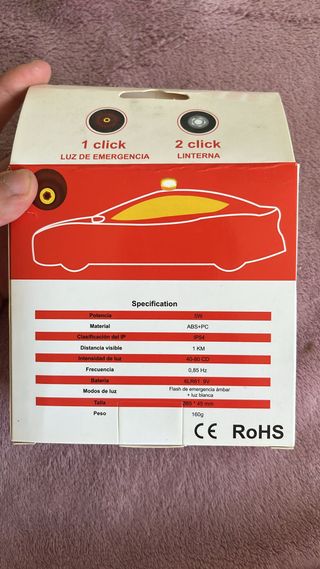 1 click
LUZ DE EMERGENCIA
2 click
LINTERNA
Specification
Potencia 5W
Material ABS+PC
Clasificación del IP IP54
Distancia visible 1 KM
Intensidad de luz 40-80 CD
Frecuencia 0,85 Hz
Batería 6LR61 9V
Modos de luz Flash de emergencia ámbar
+ luz blanca
Talla
Peso 160g
CE RoHS